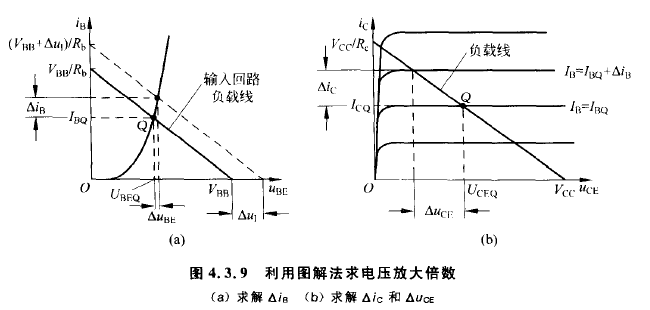 i_B
(V_BB+Δu_I)/R_b
V_BB/R_b
输入回路
负载线
Δi_B
I_BQ
Q
O
U_BEQ
V_BB
u_BE
Δu_BE
Δu_I
(a)
i_C
V_CC/R_c
负载线
I_B=I_BQ+Δi_B
Δi_C
Q
I_CQ
I_B=I_BQ
O
U_CEQ
V_CC
u_CE
Δu_CE
(b)
图 4.3.9 利用图解法求电压放大倍数
(a) 求解 Δi_B (b) 求解 Δi_C 和 Δu_CE